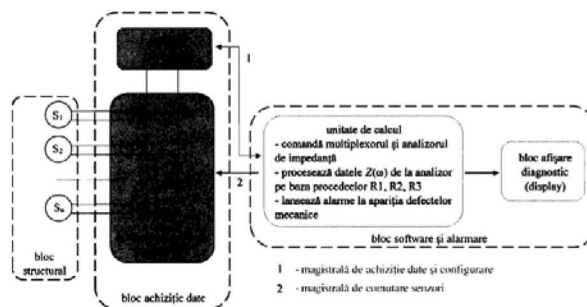 1
S₁
S₂
Sₙ
2
unitate de calcul
- comandă multiplexorul și analizorul
de impedanță
- procesează datele Z(ω) de la analizor
pe baza procedeelor R1, R2, R3
- lansează alarme la apariția defectelor
mecanice
bloc afișare
diagnostic
(display)
bloc software și alarmare
bloc
structural
bloc achiziție date
1 - magistrală de achiziție date și configurare
2 - magistrală de comutare senzori